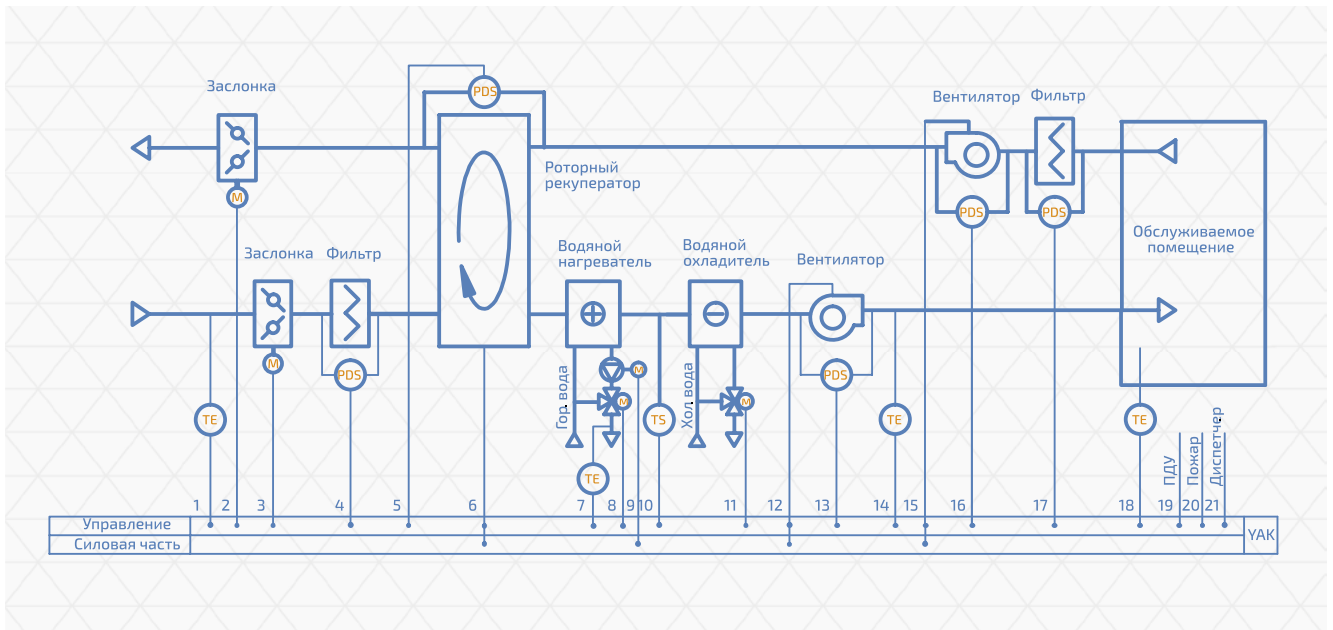 Заслонка
PDS
Вентилятор
Фильтр
M
Роторный
рекуператор
PDS
PDS
Обслуживаемое
помещение
Заслонка
Фильтр
Водяной
нагреватель
Водяной
охладитель
Вентилятор
M
PDS
Гор. вода
M
M
Хол. вода
M
PDS
TE
TS
TE
TE
TE
ПДУ
Пожар
Диспетчер
1 2 3 4 5 6 7 8 9 10 11 12 13 14 15 16 17 18 19 20 21
Управление
Силовая часть
YAK